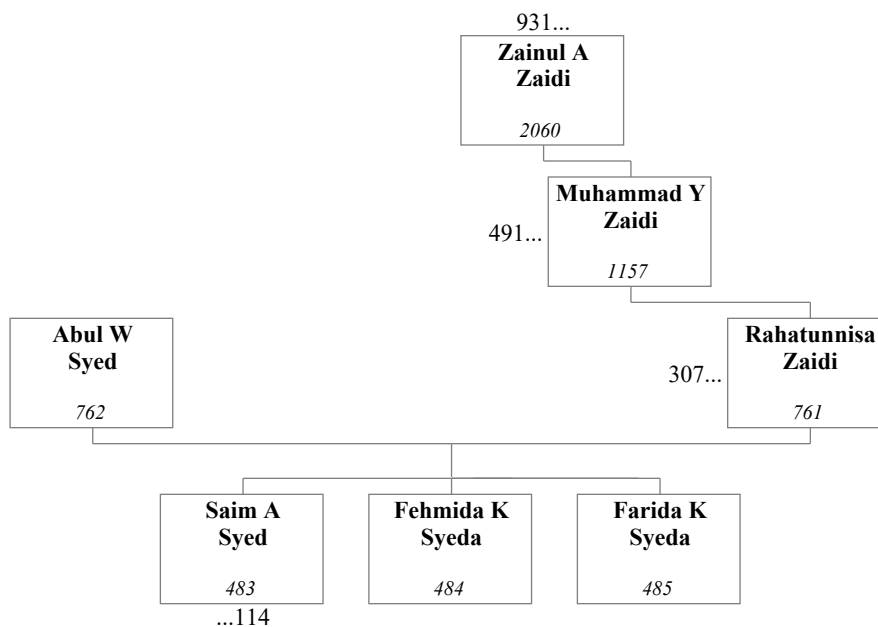 931...
Zainul A
Zaidi
2060
Muhammad Y
Zaidi
491...
1157
Abul W
Syed
762
Rahatunnisa
Zaidi
307...
761
Saim A
Syed
483
...114
Fehmida K
Syeda
484
Farida K
Syeda
485